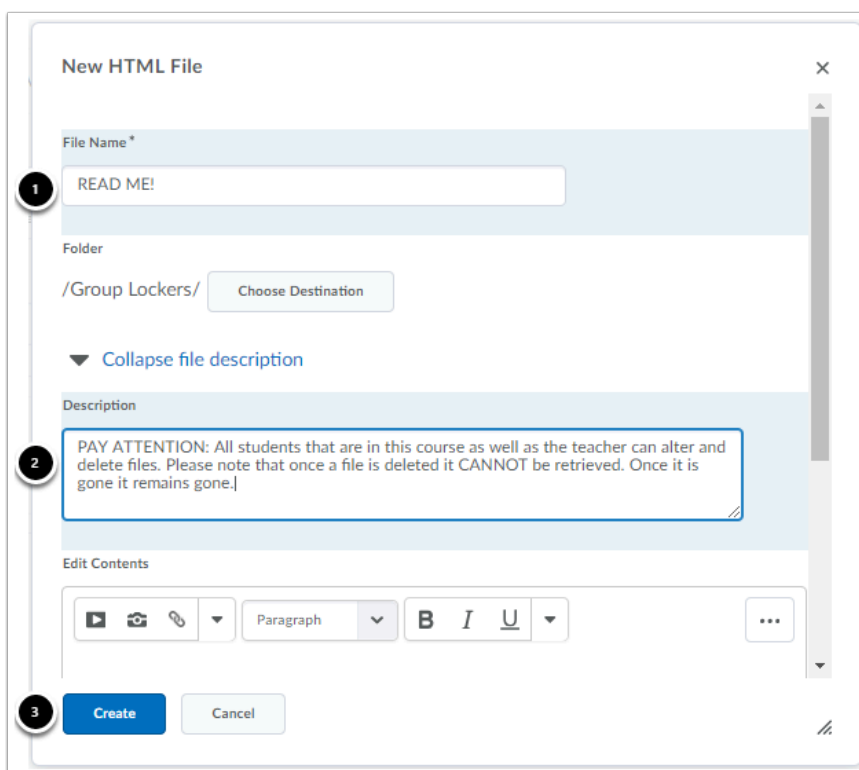 New HTML File
File Name*
1
READ ME!
Folder
/Group Lockers/ Choose Destination
Collapse file description
Description
2
PAY ATTENTION: All students that are in this course as well as the teacher can alter and
delete files. Please note that once a file is deleted it CANNOT be retrieved. Once it is
gone it remains gone.
Edit Contents
Paragraph B I U ...
3
Create Cancel